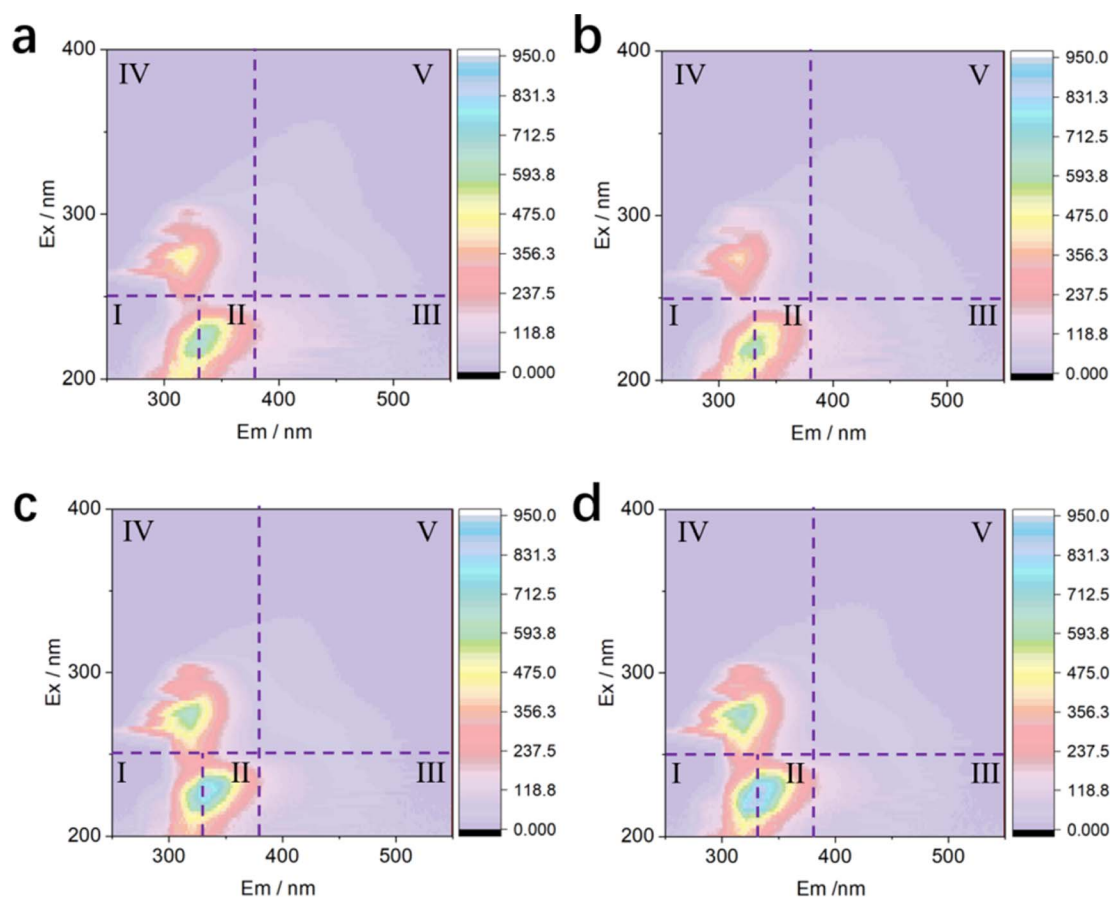 a
b
400
IV
V
950.0
831.3
712.5
593.8
475.0
356.3
237.5
118.8
0.000
300
Ex / nm
I
II
III
200
300
400
500
Em / nm
400
IV
V
950.0
831.3
712.5
593.8
475.0
356.3
237.5
118.8
0.000
300
Ex / nm
I
II
III
200
300
400
500
Em / nm
c
d
400
IV
V
950.0
831.3
712.5
593.8
475.0
356.3
237.5
118.8
0.000
300
Ex / nm
I
II
III
200
300
400
500
Em / nm
400
IV
V
950.0
831.3
712.5
593.8
475.0
356.3
237.5
118.8
0.000
300
Ex / nm
I
II
III
200
300
400
500
Em /nm